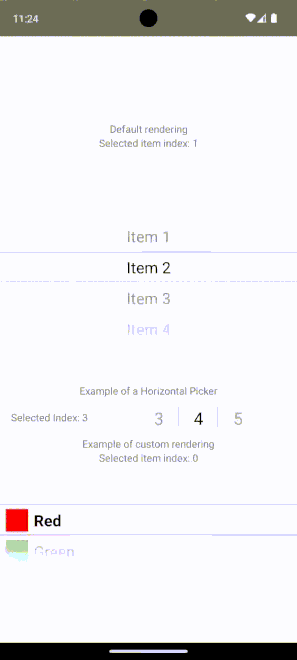 11:24
Default rendering
Selected item index: 1
Item 1
Item 2
Item 3
Item 4
Example of a Horizontal Picker
Selected Index: 3
3 4 5
Example of custom rendering
Selected Item index: 0
Red
Green